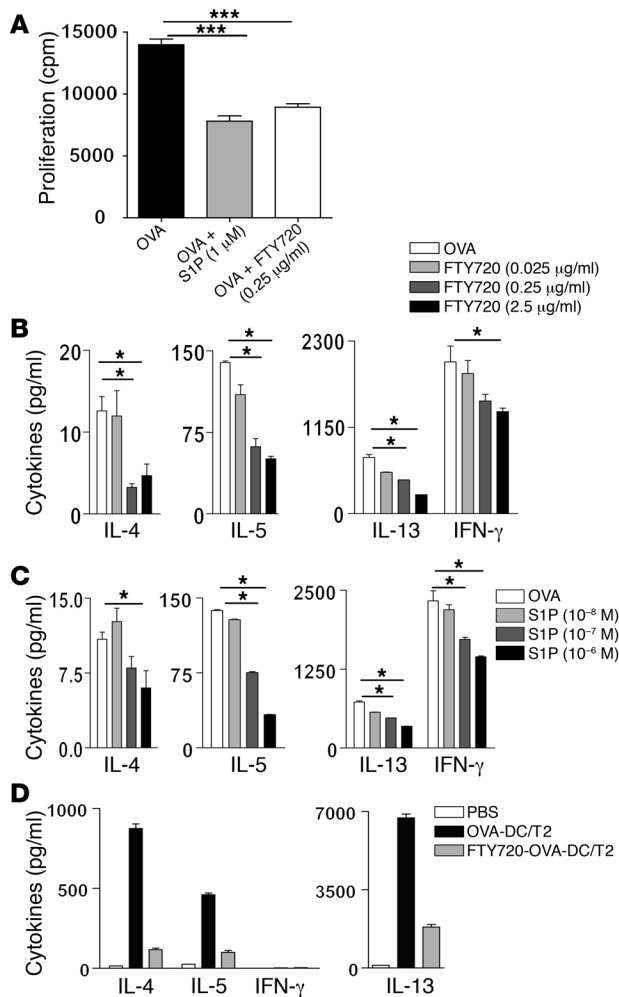 A
***
***
Proliferation (cpm)
15000
10000
5000
0
OVA
OVA +
S1P (1 μM)
OVA + FTY720
(0.25 μg/ml)
OVA
FTY720 (0.025 μg/ml)
FTY720 (0.25 μg/ml)
FTY720 (2.5 μg/ml)
B
Cytokines (pg/ml)
20
10
0
*
*
IL-4
150
75
0
*
*
IL-5
2300
1150
0
*
*
*
IL-13
IFN-γ
C
Cytokines (pg/ml)
15.0
7.5
0.0
*
IL-4
150
75
0
*
*
IL-5
2500
1250
0
*
*
*
*
IL-13
IFN-γ
OVA
S1P (10⁻⁸ M)
S1P (10⁻⁷ M)
S1P (10⁻⁶ M)
D
Cytokines (pg/ml)
1000
500
0
IL-4
IL-5
IFN-γ
7000
3500
0
IL-13
PBS
OVA-DC/T2
FTY720-OVA-DC/T2